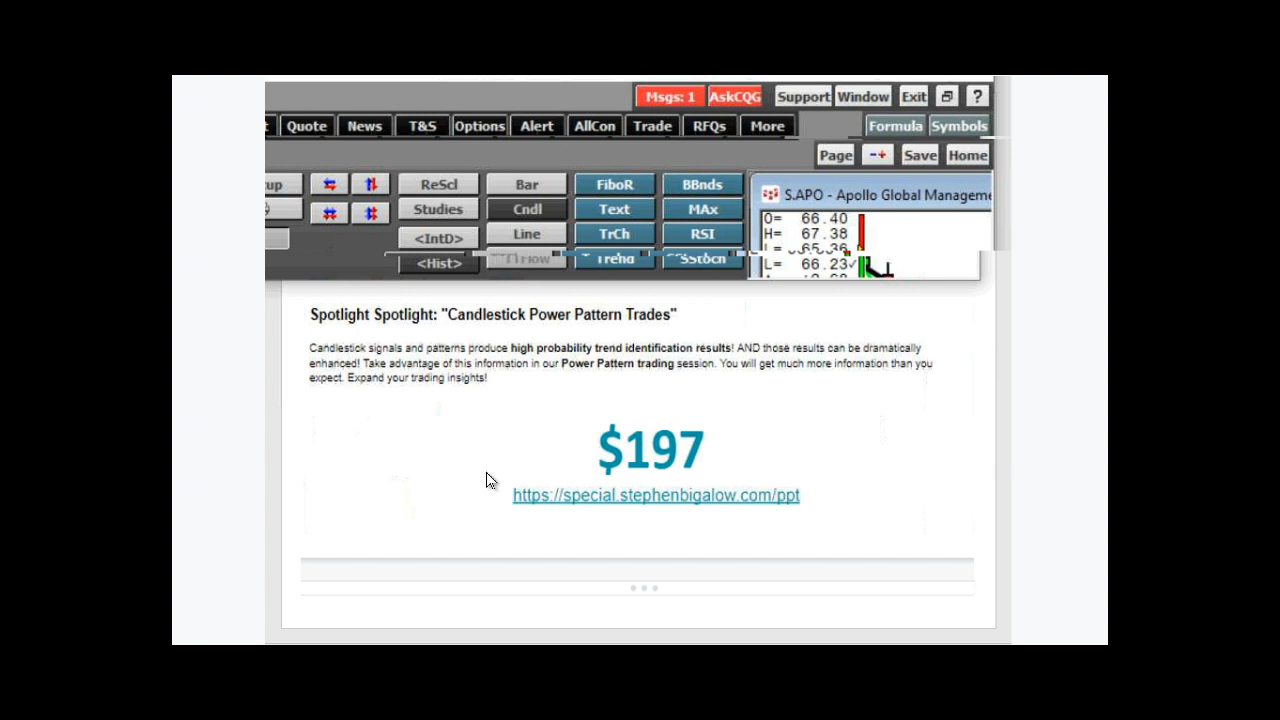 Msgs: 1 AskCQG Support Window Exit ?
Quote News T&S Options Alert AllCon Trade RFQs More Formula Symbols
Page -+ Save Home
ReScl Bar FiboR BBnds
S.APO - Apollo Global
Studies Cndl Text MAx
O= 66.40
H= 67.38
<IntD> Line TrCh RSI
L= 65.36
<Hist>
L= 66.23
Spotlight Spotlight: "Candlestick Power Pattern Trades"
Candlestick signals and patterns produce high probability trend identification results! AND those results can be dramatically
enhanced! Take advantage of this information in our Power Pattern trading session. You will get much more information than you
expect. Expand your trading insights!
$197
https://special.stephenbigalow.com/ppt